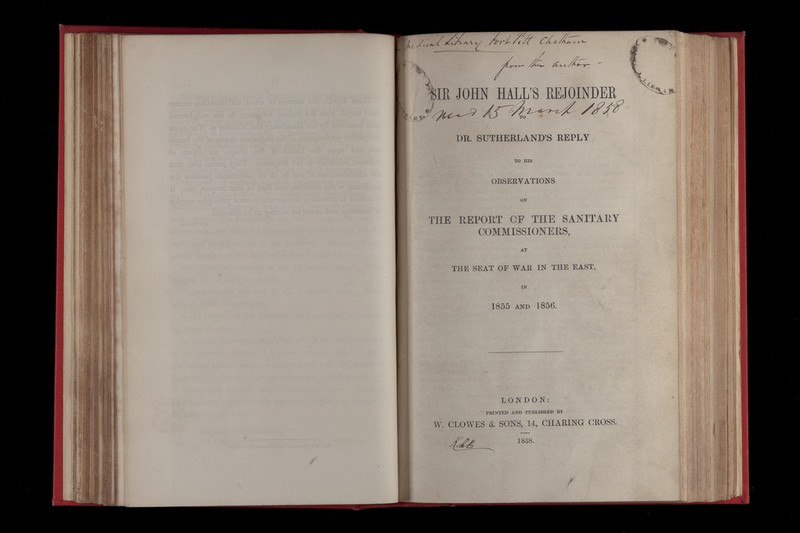 Medical Library Fort Pitt Chatham
from the author -
SIR JOHN HALL'S REJOINDER
TO
15 March 1858
DR. SUTHERLAND'S REPLY
TO HIS
OBSERVATIONS
ON
THE REPORT OF THE SANITARY
COMMISSIONERS,
AT
THE SEAT OF WAR IN THE EAST,
IN
1855 AND 1856.
LONDON:
PRINTED AND PUBLISHED BY
W. CLOWES & SONS, 14, CHARING CROSS.
1858.